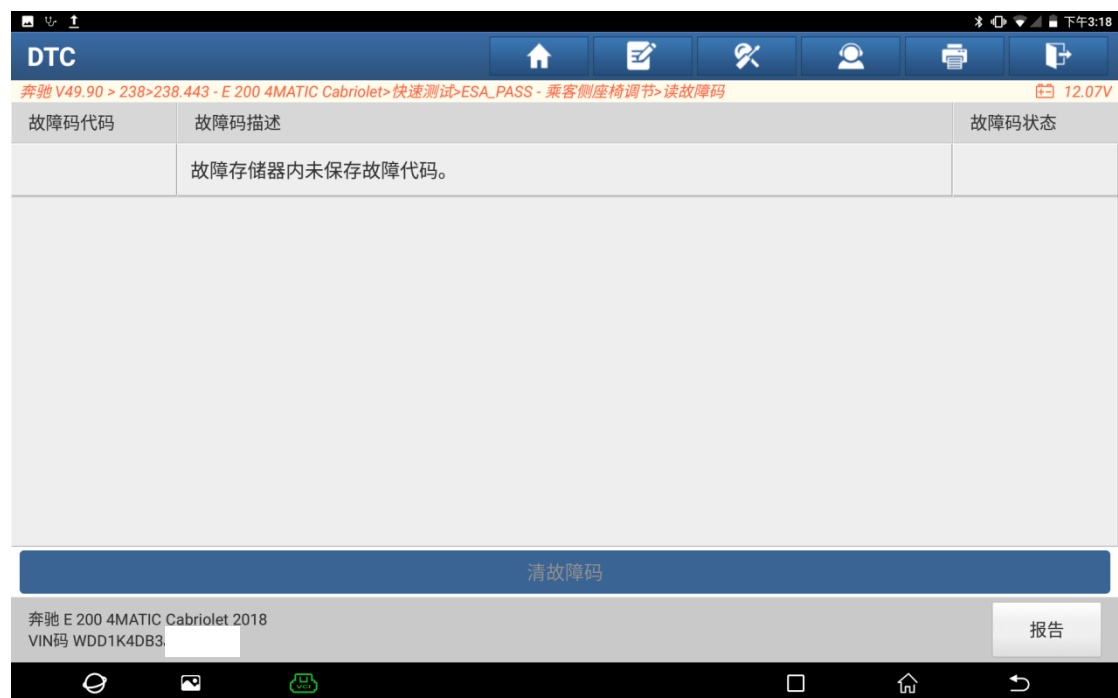 下午3:18
DTC
奔驰 V49.90 > 238>238.443 - E 200 4MATIC Cabriolet>快速测试>ESA_PASS - 乘客侧座椅调节>读故障码
12.07V
故障码代码 故障码描述 故障码状态
故障存储器内未保存故障代码。
清故障码
奔驰 E 200 4MATIC Cabriolet 2018
VIN码 WDD1K4DB3
报告
VCI